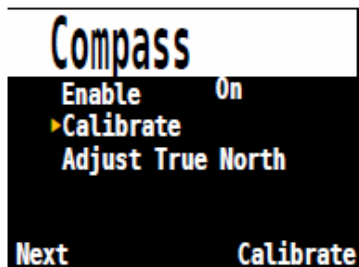 Compass
Enable On
Calibrate
Adjust True North
Next Calibrate